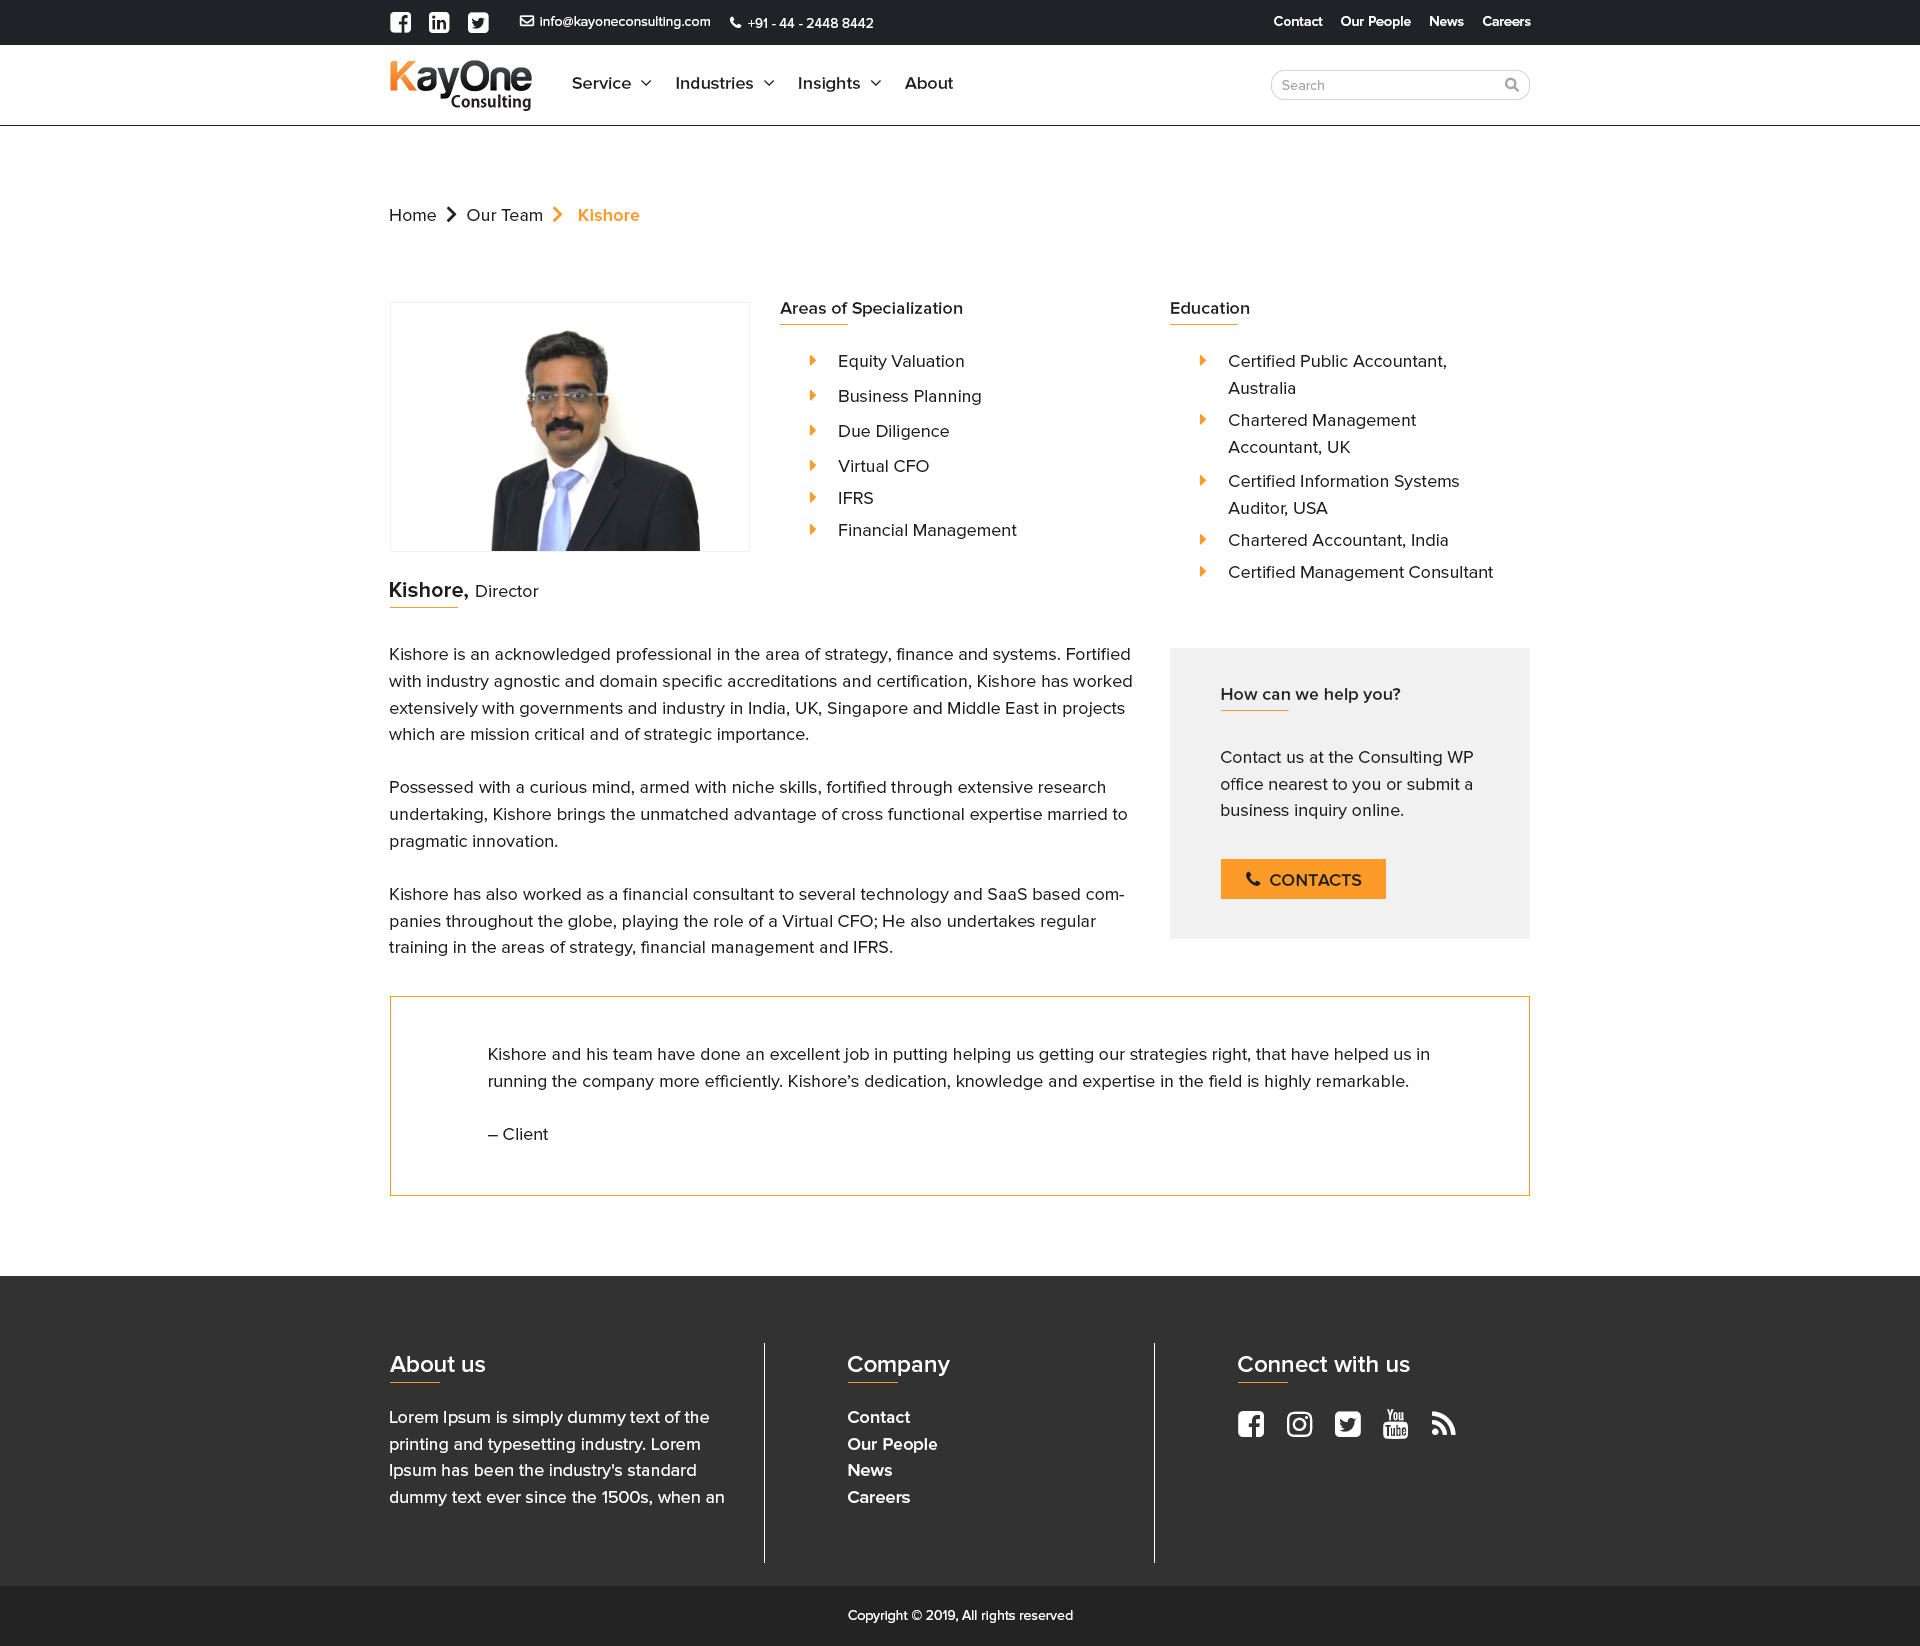 info@kayoneconsulting.com
+91 - 44 - 2448 8442
Contact Our People News Careers
KayOne
Consulting
Service Industries Insights About
Search
Home Our Team Kishore
Areas of Specialization
Equity Valuation
Business Planning
Due Diligence
Virtual CFO
IFRS
Financial Management
Education
Certified Public Accountant,
Australia
Chartered Management
Accountant, UK
Certified Information Systems
Auditor, USA
Chartered Accountant, India
Certified Management Consultant
Kishore, Director
Kishore is an acknowledged professional in the area of strategy, finance and systems. Fortified
with industry agnostic and domain specific accreditations and certification, Kishore has worked
extensively with governments and industry in India, UK, Singapore and Middle East in projects
which are mission critical and of strategic importance.
Possessed with a curious mind, armed with niche skills, fortified through extensive research
undertaking, Kishore brings the unmatched advantage of cross functional expertise married to
pragmatic innovation.
Kishore has also worked as a financial consultant to several technology and SaaS based com-
panies throughout the globe, playing the role of a Virtual CFO; He also undertakes regular
training in the areas of strategy, financial management and IFRS.
How can we help you?
Contact us at the Consulting WP
office nearest to you or submit a
business inquiry online.
CONTACTS
Kishore and his team have done an excellent job in putting helping us getting our strategies right, that have helped us in
running the company more efficiently. Kishore’s dedication, knowledge and expertise in the field is highly remarkable.
– Client
About us
Lorem Ipsum is simply dummy text of the
printing and typesetting industry. Lorem
Ipsum has been the industry's standard
dummy text ever since the 1500s, when an
Company
Contact
Our People
News
Careers
Connect with us
You
Tube
Copyright © 2019, All rights reserved